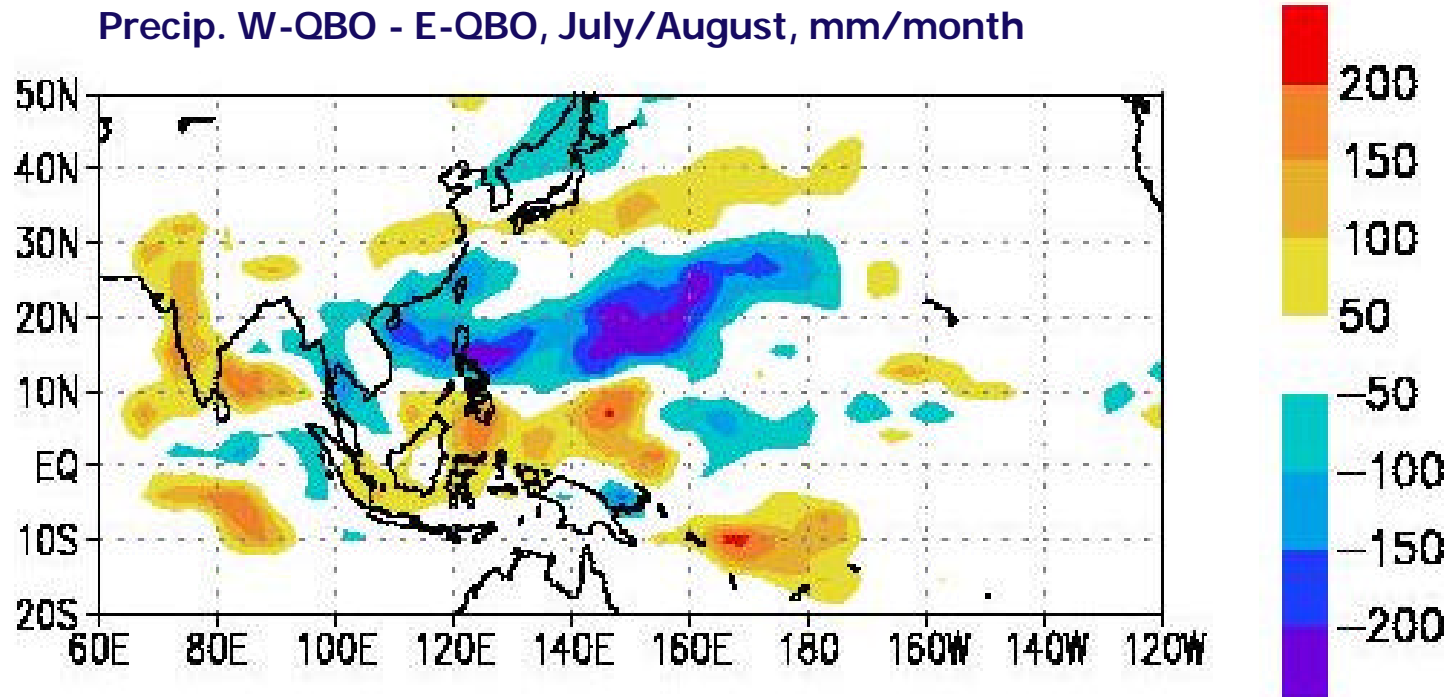 Precip. W-QBO - E-QBO, July/August, mm/month
50N
40N
30N
20N
10N
EQ
10S
20S
60E 80E 100E 120E 140E 160E 180 160W 140W 120W
200
150
100
50
−50
−100
−150
−200